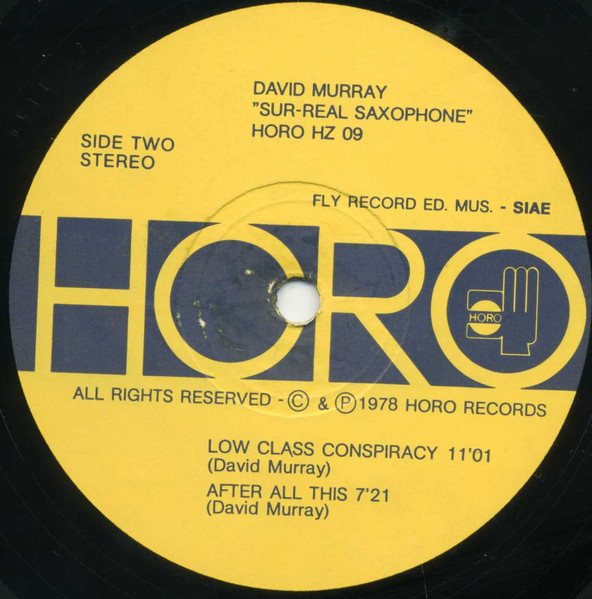 DAVID MURRAY
"SUR-REAL SAXOPHONE"
HORO HZ 09
SIDE TWO
STEREO
FLY RECORD ED. MUS. - SIAE
HORO
HORO
ALL RIGHTS RESERVED - © & Ⓟ 1978 HORO RECORDS
LOW CLASS CONSPIRACY 11'01
(David Murray)
AFTER ALL THIS 7'21
(David Murray)